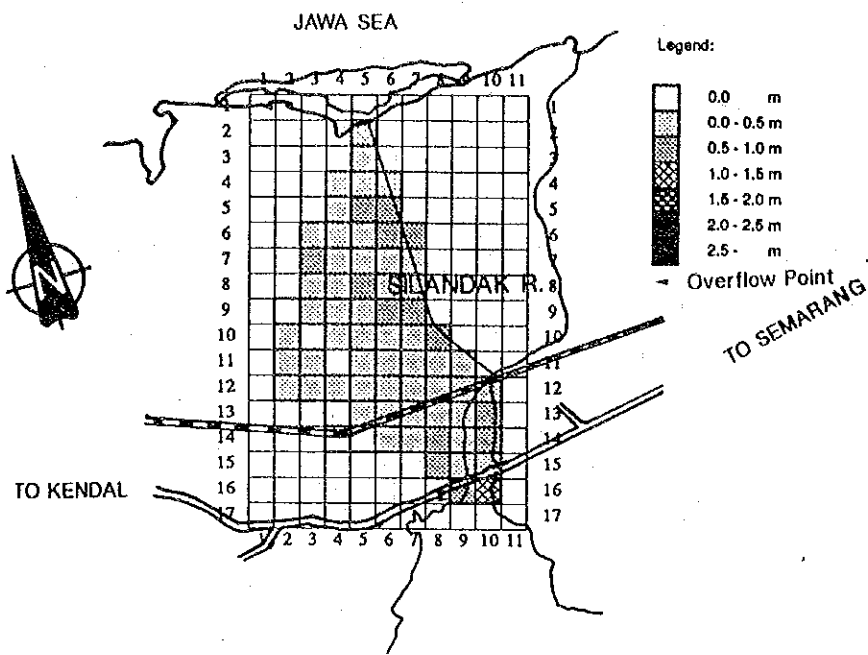 JAWA SEA
Legend:
0.0 m
0.0 - 0.5 m
0.5 - 1.0 m
1.0 - 1.5 m
1.5 - 2.0 m
2.0 - 2.5 m
2.5 - m
Overflow Point
1 2 3 4 5 6 7 8 9 10 11
1 1
2 2
3 3
4 4
5 5
6 6
7 7
8 8
9 9
10 10
11 11
12 12
13 13
14 14
15 15
16 16
17 17
1 2 3 4 5 6 7 8 9 10 11
N
SILANDAK R.
TO SEMARANG
TO KENDAL